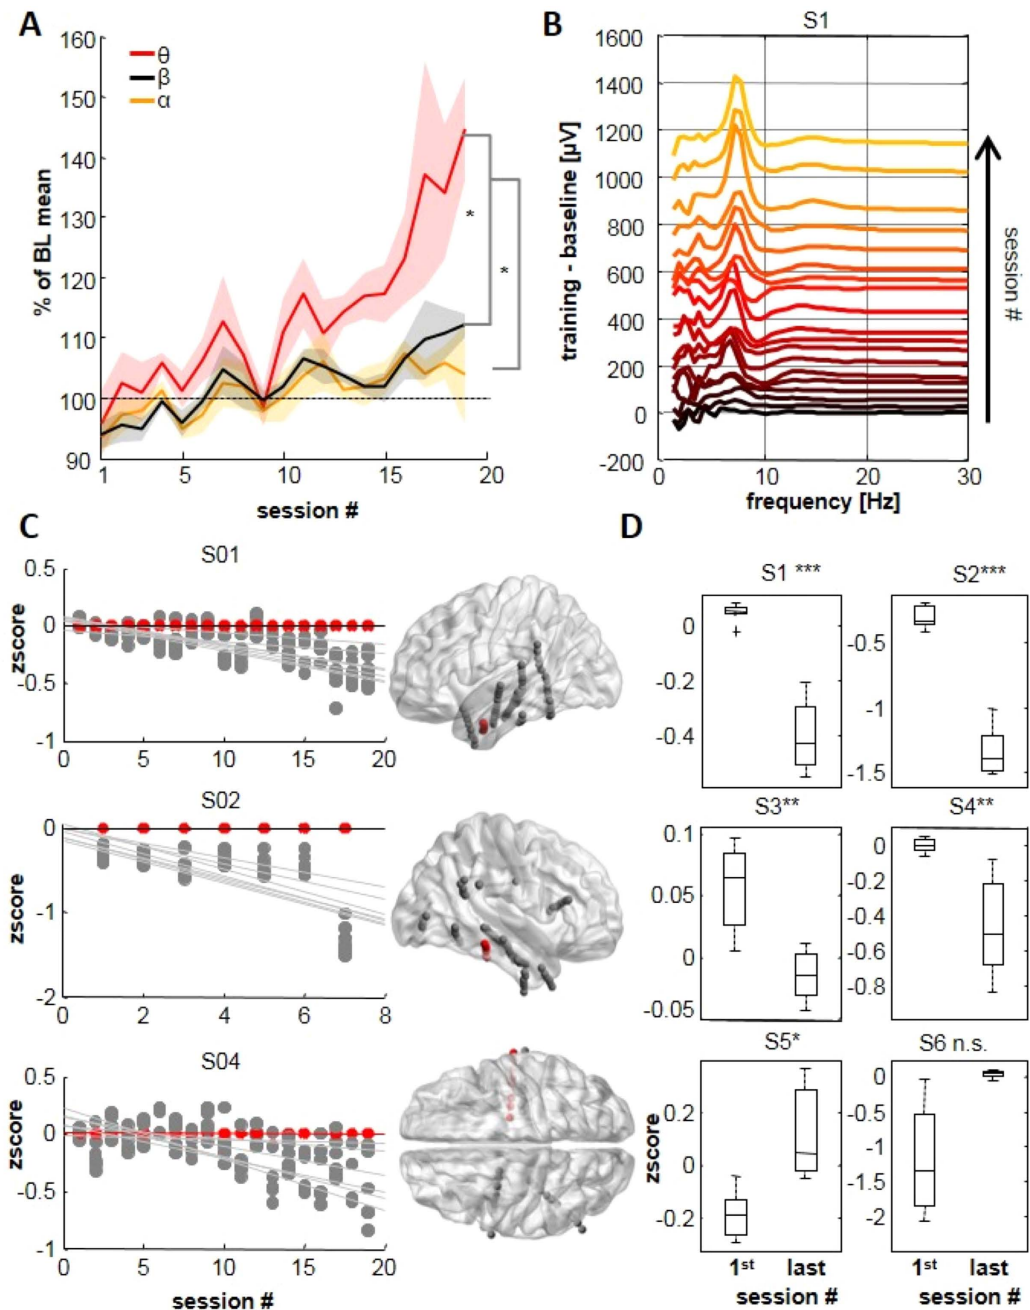 A
160
150
140
130
120
110
100
90
% of BL mean
θ
β
α
*
*
1
5
10
15
20
session #
B
S1
1600
1400
1200
1000
800
600
400
200
0
-200
training - baseline [µV]
0
10
20
30
frequency [Hz]
session #
C
S01
0.5
0
-0.5
-1
zscore
0
5
10
15
20
S02
0
-1
-2
zscore
0
2
4
6
8
S04
0.5
0
-0.5
-1
zscore
0
5
10
15
20
session #
D
S1 ***
0
-0.2
-0.4
S2***
-0.5
-1
-1.5
S3**
0.1
0.05
0
-0.05
S4**
0
-0.2
-0.4
-0.6
-0.8
S5*
0.2
0
-0.2
zscore
1st last
session #
S6 n.s.
0
-0.5
-1
-1.5
-2
1st last
session #